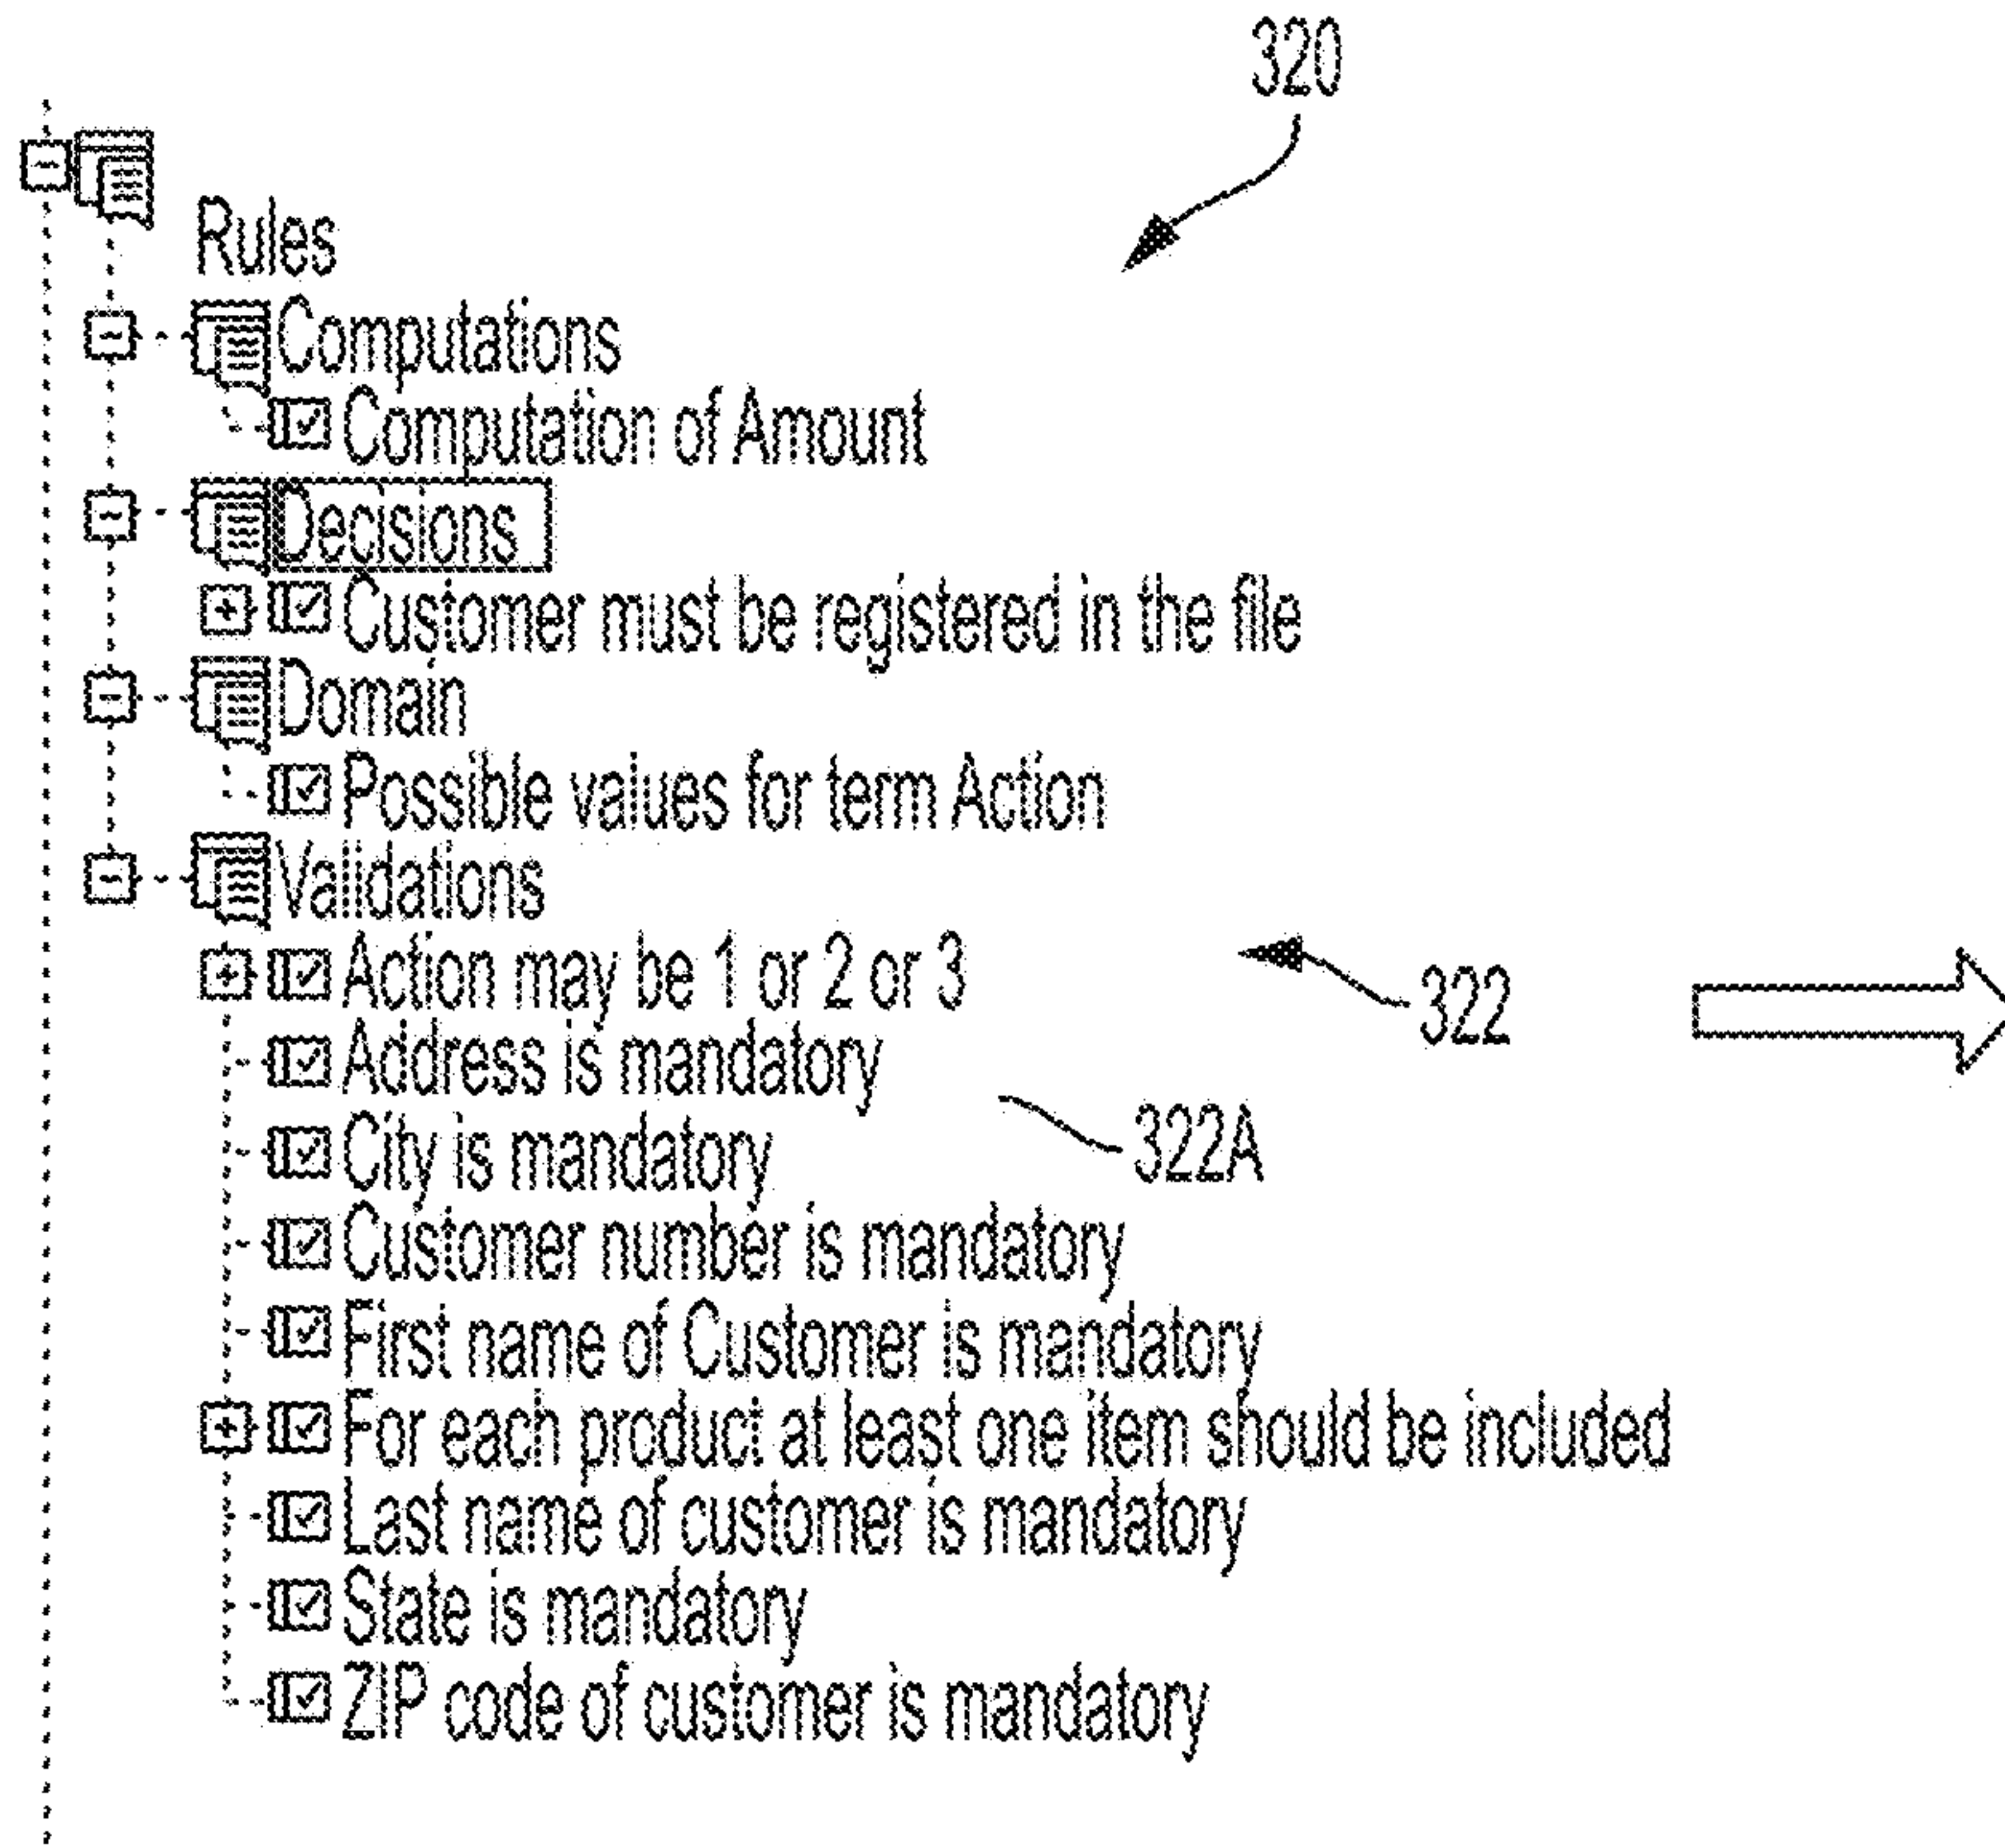 320
Rules
Computations
Computation of Amount
Decisions
Customer must be registered in the file
Domain
Possible values for term Action
Validations
Action may be 1 or 2 or 3
322
Address is mandatory
322A
City is mandatory
Customer number is mandatory
First name of Customer is mandatory
For each product at least one item should be included
Last name of customer is mandatory
State is mandatory
ZIP code of customer is mandatory